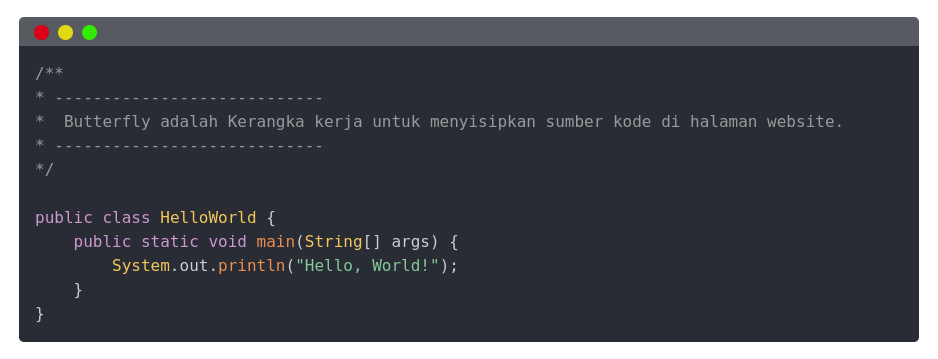 /**
* ----------------------------
*  Butterfly adalah Kerangka kerja untuk menyisipkan sumber kode di halaman website.
* ----------------------------
*/

public class HelloWorld {
    public static void main(String[] args) {
        System.out.println("Hello, World!");
    }
}